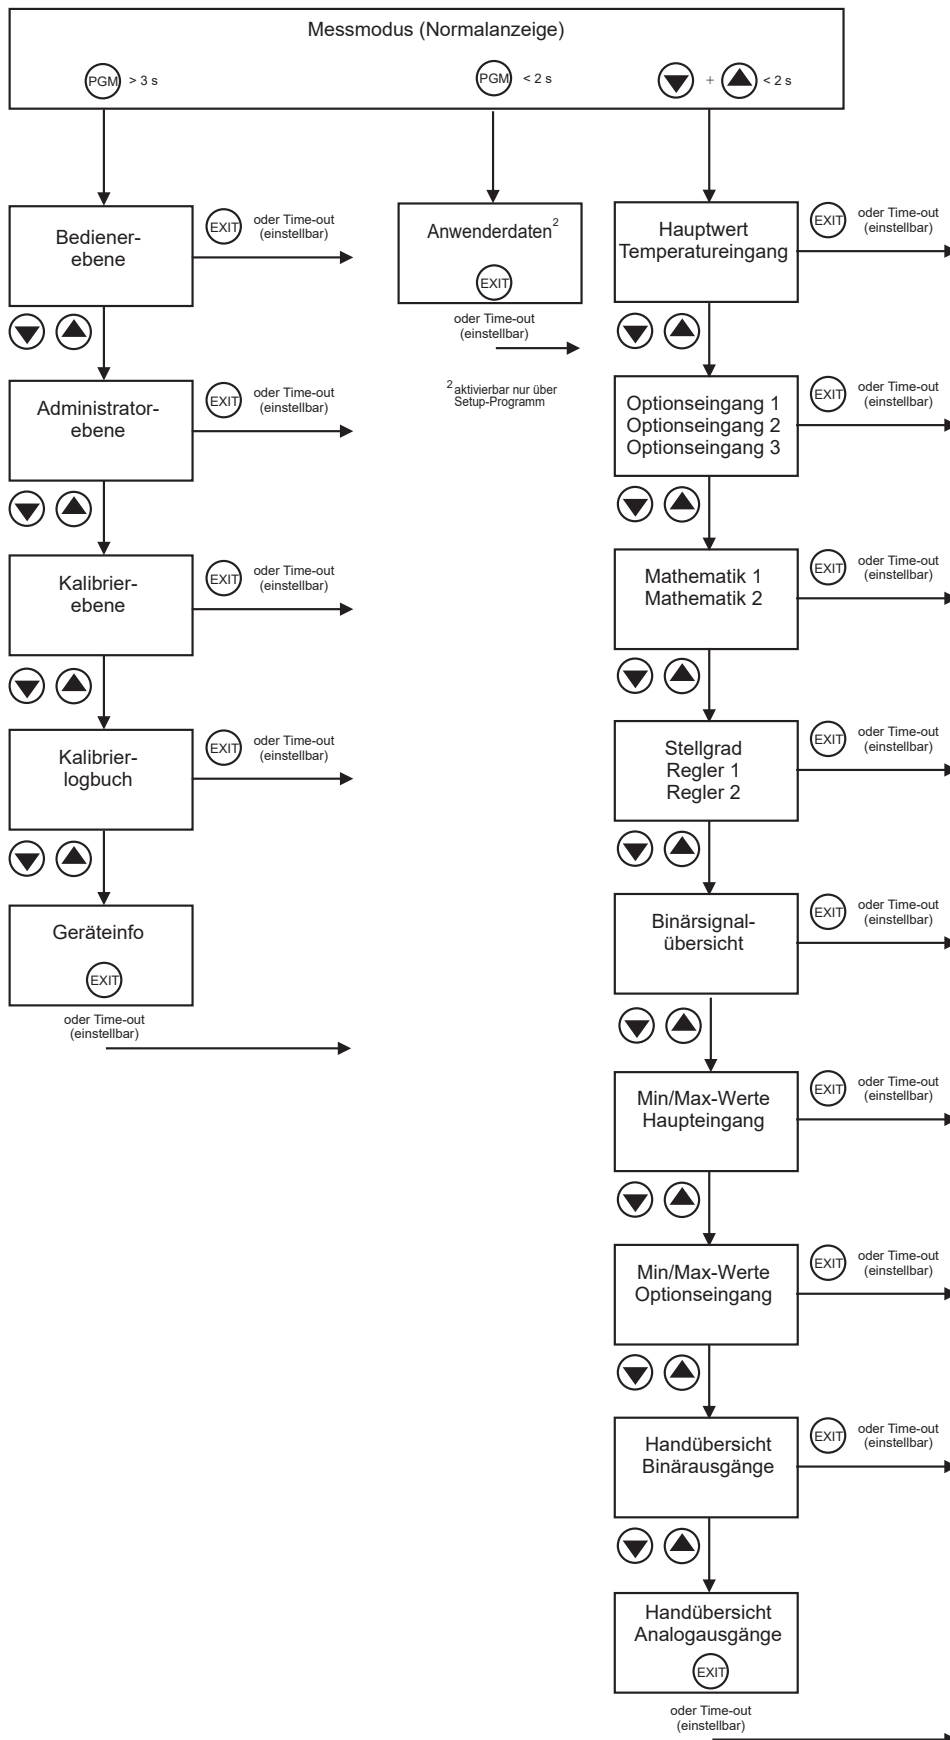 Messmodus (Normalanzeige)
PGM > 3 s
PGM < 2 s
+ < 2 s
Bediener-
ebene
EXIT
oder Time-out
(einstellbar)
Administrator-
ebene
EXIT
oder Time-out
(einstellbar)
Kalibrier-
ebene
EXIT
oder Time-out
(einstellbar)
Kalibrier-
logbuch
EXIT
oder Time-out
(einstellbar)
Geräteinfo
EXIT
oder Time-out
(einstellbar)
Anwenderdaten²
EXIT
oder Time-out
(einstellbar)
² aktivierbar nur über
Setup-Programm
Hauptwert
Temperatureingang
EXIT
oder Time-out
(einstellbar)
Optionseingang 1
Optionseingang 2
Optionseingang 3
EXIT
oder Time-out
(einstellbar)
Mathematik 1
Mathematik 2
EXIT
oder Time-out
(einstellbar)
Stellgrad
Regler 1
Regler 2
EXIT
oder Time-out
(einstellbar)
Binärsignal-
übersicht
EXIT
oder Time-out
(einstellbar)
Min/Max-Werte
Haupteingang
EXIT
oder Time-out
(einstellbar)
Min/Max-Werte
Optionseingang
EXIT
oder Time-out
(einstellbar)
Handübersicht
Binärausgänge
EXIT
oder Time-out
(einstellbar)
Handübersicht
Analogausgänge
EXIT
oder Time-out
(einstellbar)